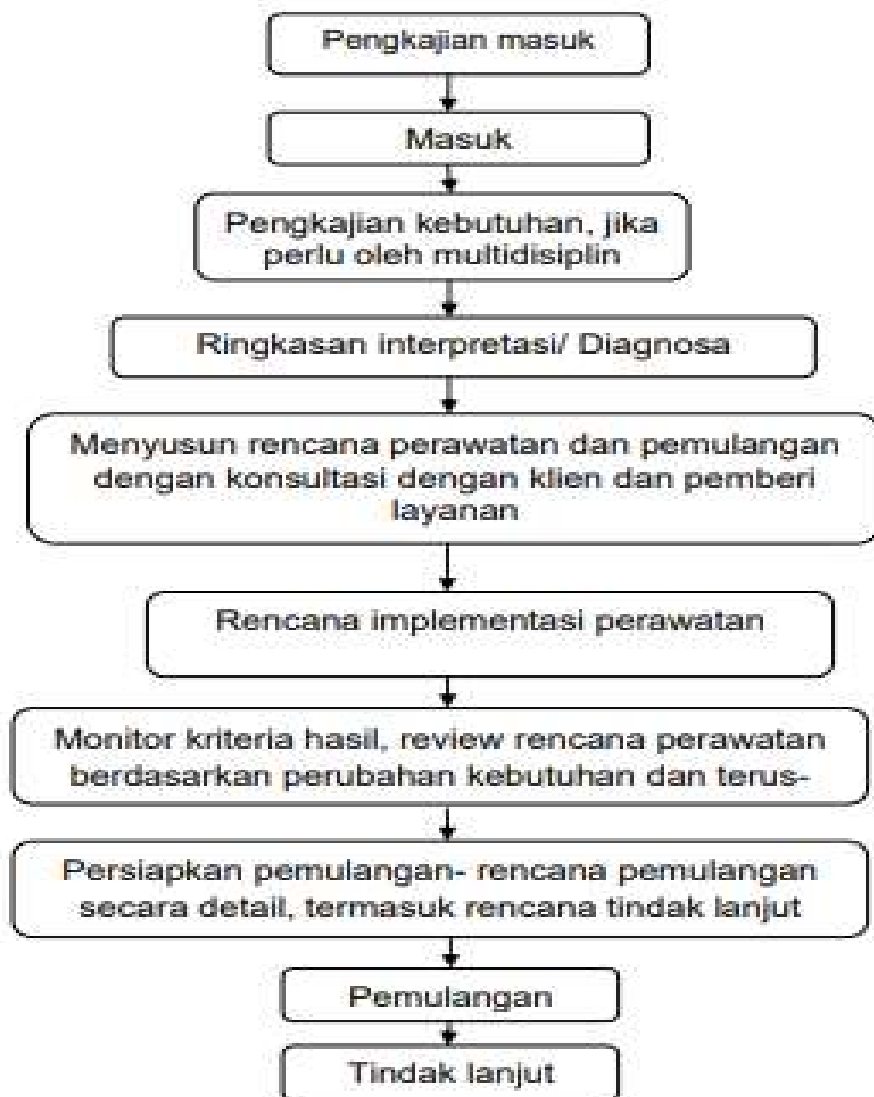 Pengkajian masuk
Masuk
Pengkajian kebutuhan, jika
perlu oleh multidisiplin
Ringkasan interpretasi/ Diagnosa
Menyusun rencana perawatan dan pemulangan
dengan konsultasi dengan klien dan pemberi
layanan
Rencana implementasi perawatan
Monitor kriteria hasil, review rencana perawatan
berdasarkan perubahan kebutuhan dan terus-
Persiapkan pemulangan- rencana pemulangan
secara detail, termasuk rencana tindak lanjut
Pemulangan
Tindak lanjut